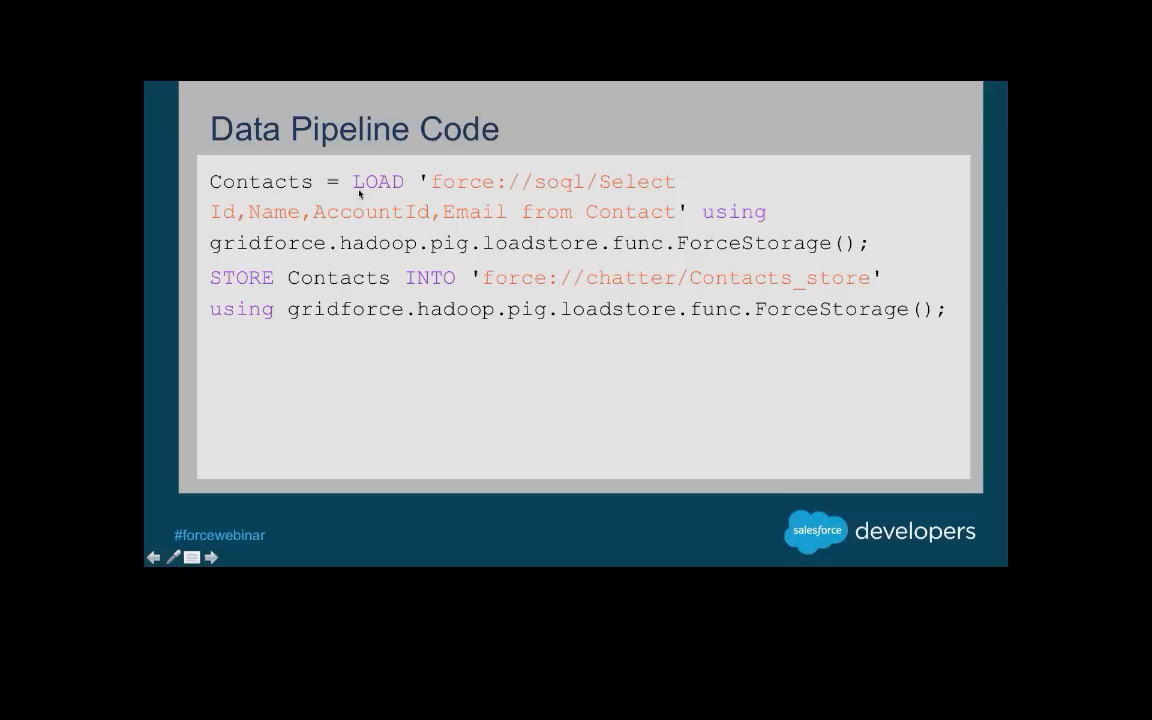 Data Pipeline Code
Contacts = LOAD 'force://soql/Select
Id,Name,AccountId,Email from Contact' using
gridforce.hadoop.pig.loadstore.func.ForceStorage();
STORE Contacts INTO 'force://chatter/Contacts_store'
using gridforce.hadoop.pig.loadstore.func.ForceStorage();
#forcewebinar
salesforce developers